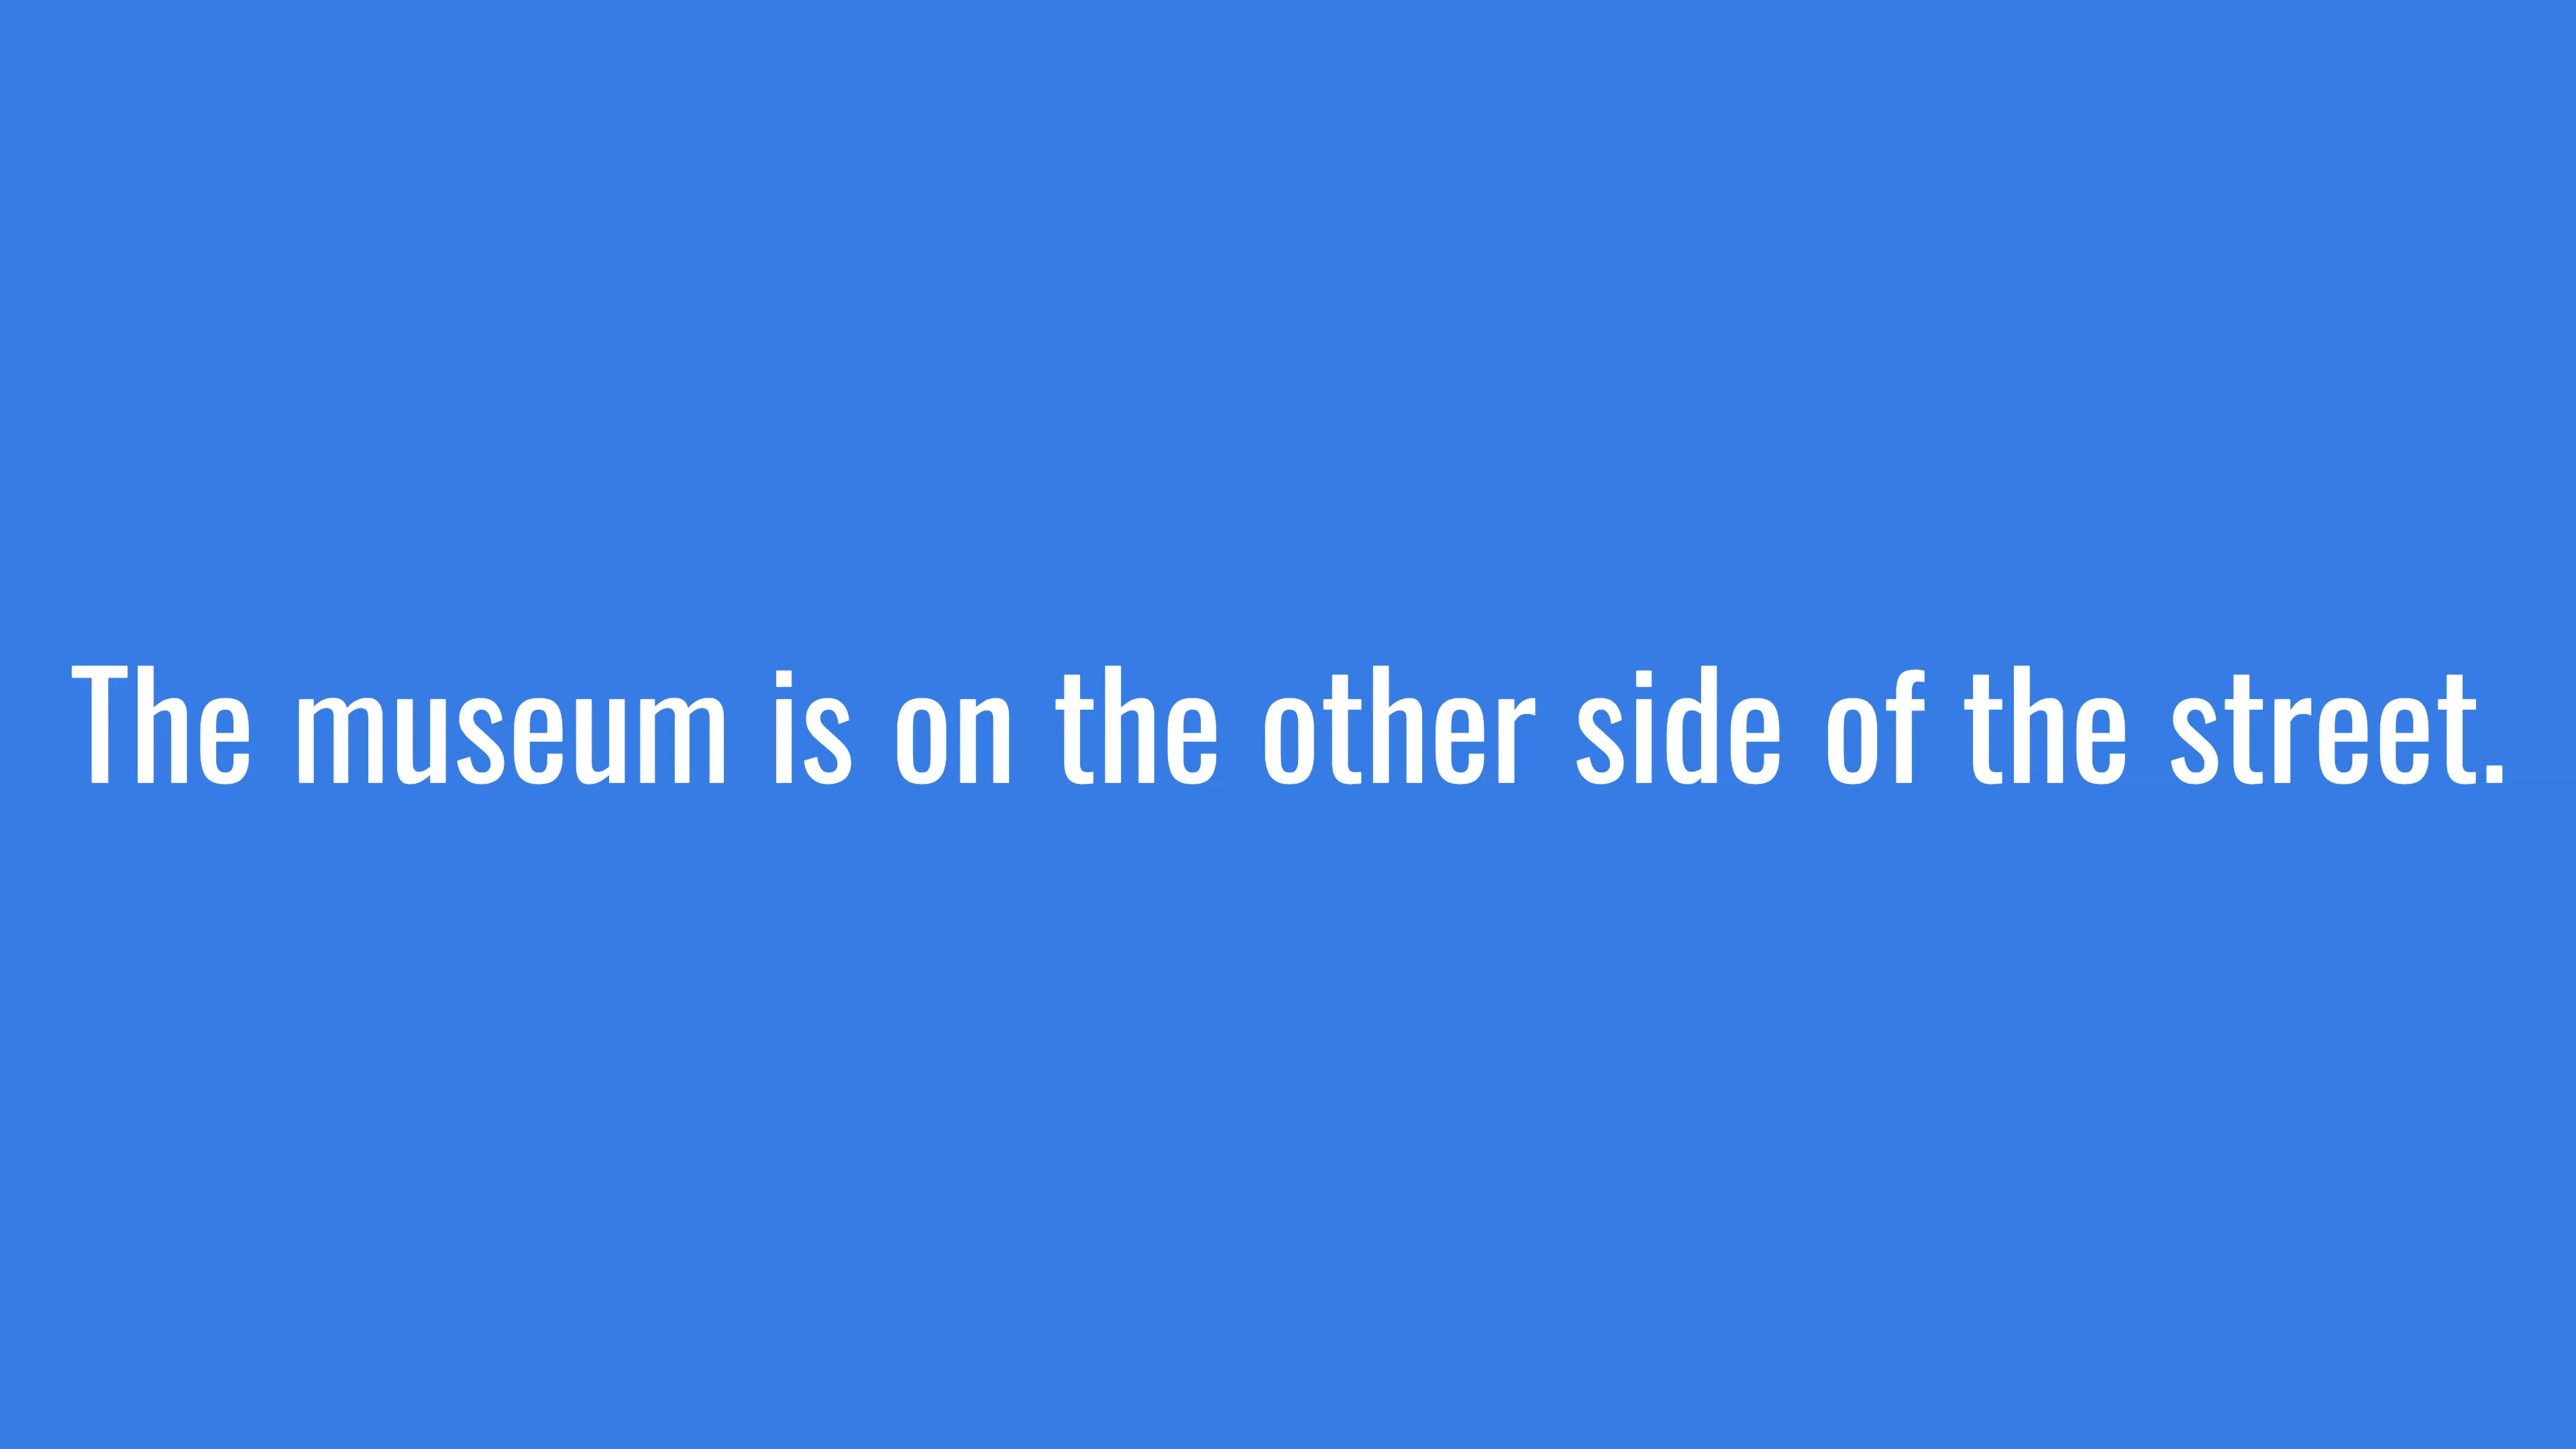 The museum is on the other side of the street.